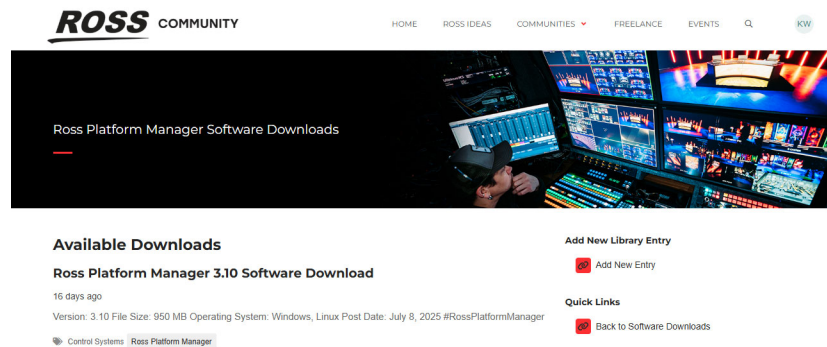 ROSS COMMUNITY
HOME ROSS IDEAS COMMUNITIES FREELANCE EVENTS KW
Ross Platform Manager Software Downloads
Available Downloads
Ross Platform Manager 3.10 Software Download
16 days ago
Version: 3.10 File Size: 950 MB Operating System: Windows, Linux Post Date: July 8, 2025 #RossPlatformManager
Control Systems Ross Platform Manager
Add New Library Entry
Add New Entry
Quick Links
Back to Software Downloads